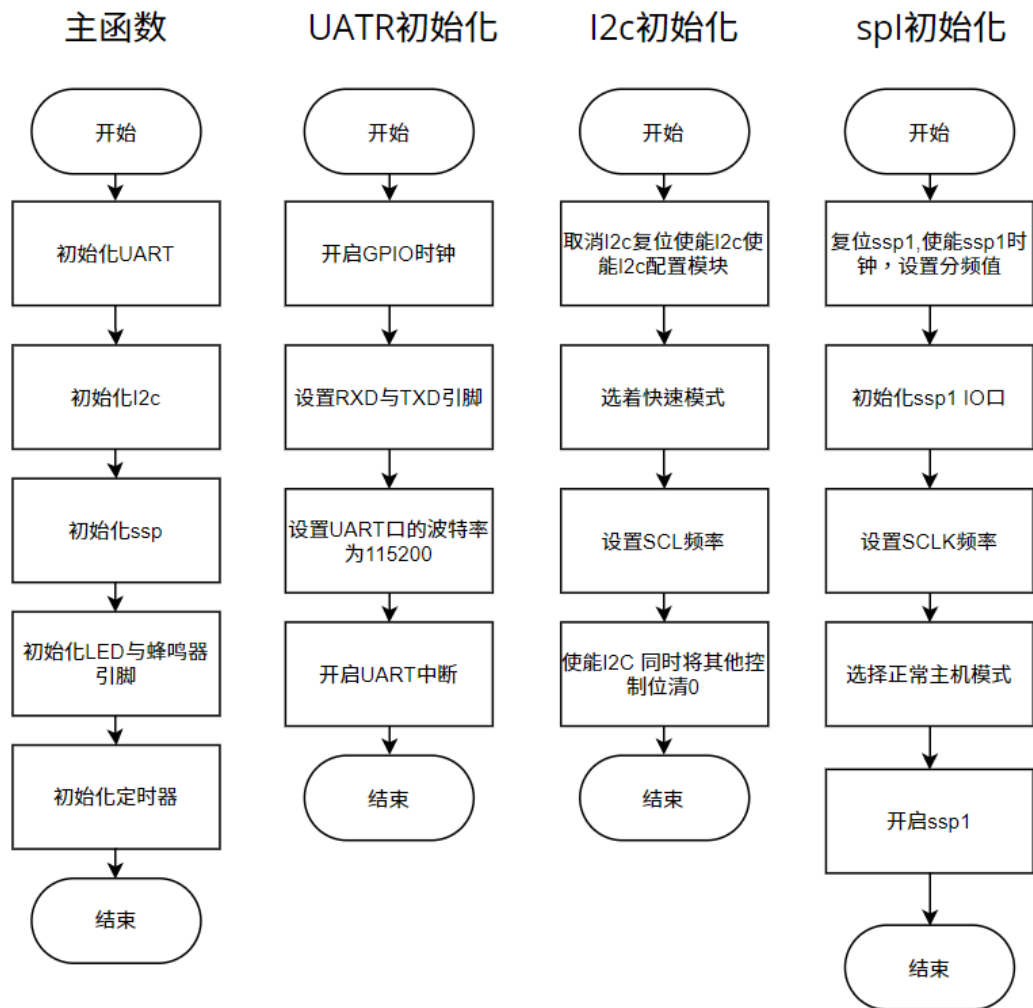 主函数
开始
初始化UART
初始化I2c
初始化ssp
初始化LED与蜂鸣器
引脚
初始化定时器
结束
UATR初始化
开始
开启GPIO时钟
设置RXD与TXD引脚
设置UART口的波特率
为115200
开启UART中断
结束
I2c初始化
开始
取消I2c复位使能I2c使
能I2c配置模块
选着快速模式
设置SCL频率
使能I2C 同时将其他控
制位清0
结束
spI初始化
开始
复位ssp1,使能ssp1时
钟，设置分频值
初始化ssp1 IO口
设置SCLK频率
选择正常主机模式
开启ssp1
结束